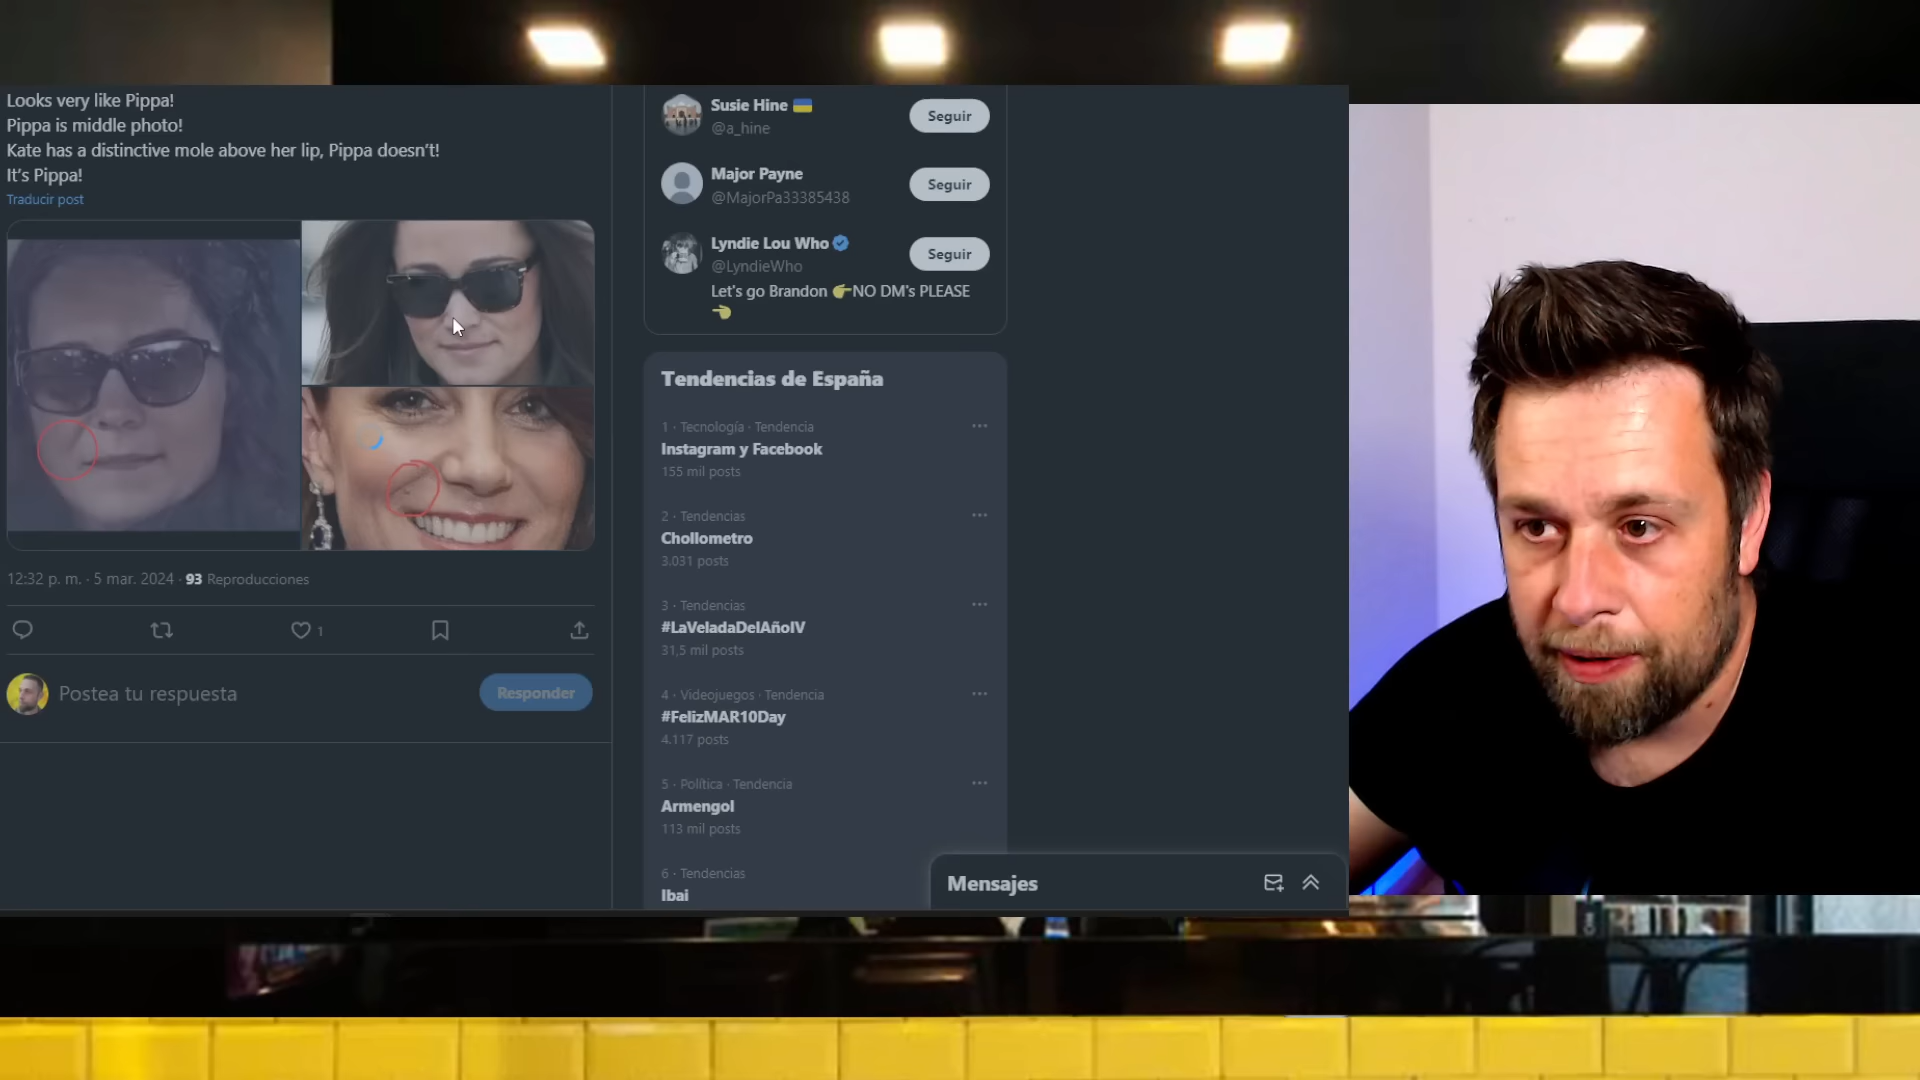 Looks very like Pippa!
Pippa is middle photo!
Kate has a distinctive mole above her lip, Pippa doesn't!
It's Pippa!
Traducir post
12:32 p. m. · 5 mar. 2024 · 93 Reproducciones
1
Postea tu respuesta
Responder
Susie Hine 🇺🇦
@a_hine
Seguir
Major Payne
@MajorPa33385438
Seguir
Lyndie Lou Who
@LyndieWho
Seguir
Let's go Brandon 👉NO DM's PLEASE
👈
Tendencias de España
1 · Tecnología · Tendencia
Instagram y Facebook
155 mil posts
2 · Tendencias
Chollometro
3.031 posts
3 · Tendencias
#LaVeladaDelAñoIV
31,5 mil posts
4 · Videojuegos · Tendencia
#FelizMAR10Day
4.117 posts
5 · Política · Tendencia
Armengol
113 mil posts
6 · Tendencias
Ibai
Mensajes